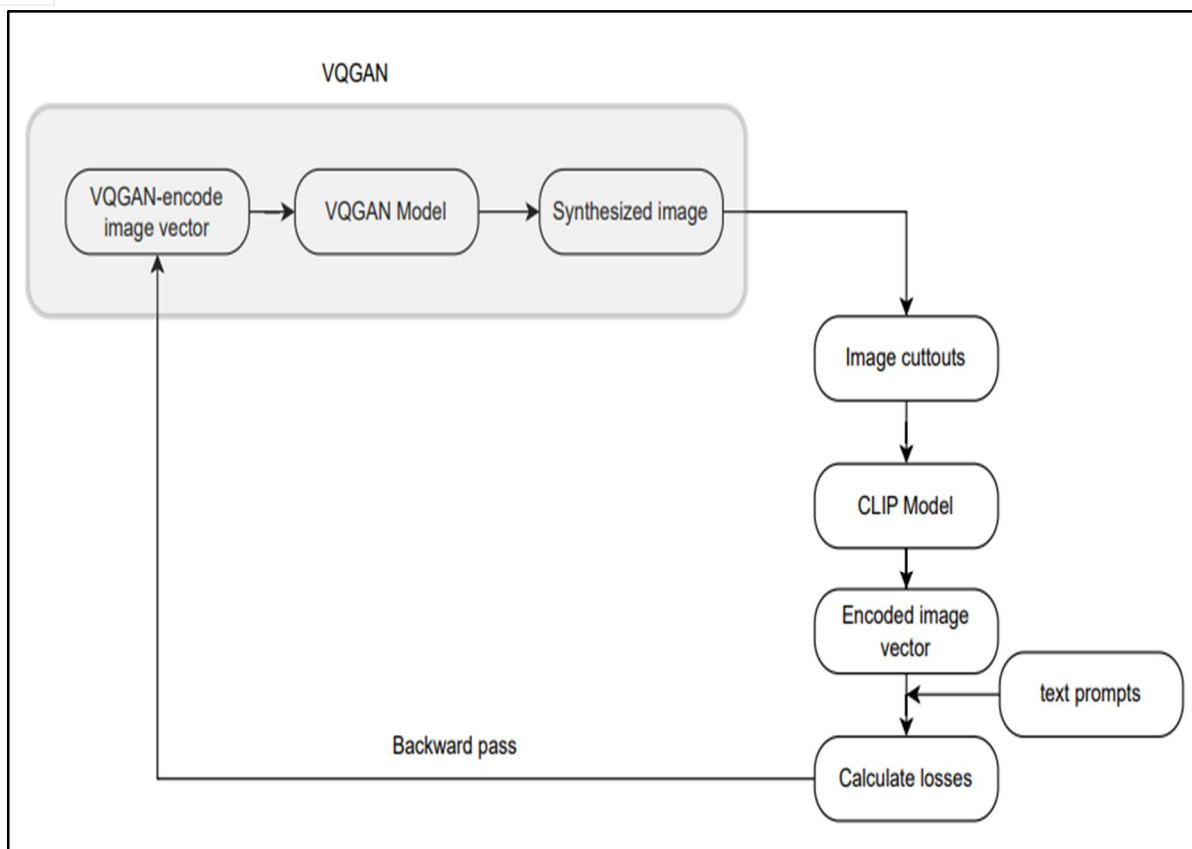 VQGAN
VQGAN-encode
image vector
VQGAN Model
Synthesized image
Image cuttouts
CLIP Model
Encoded image
vector
text prompts
Backward pass
Calculate losses